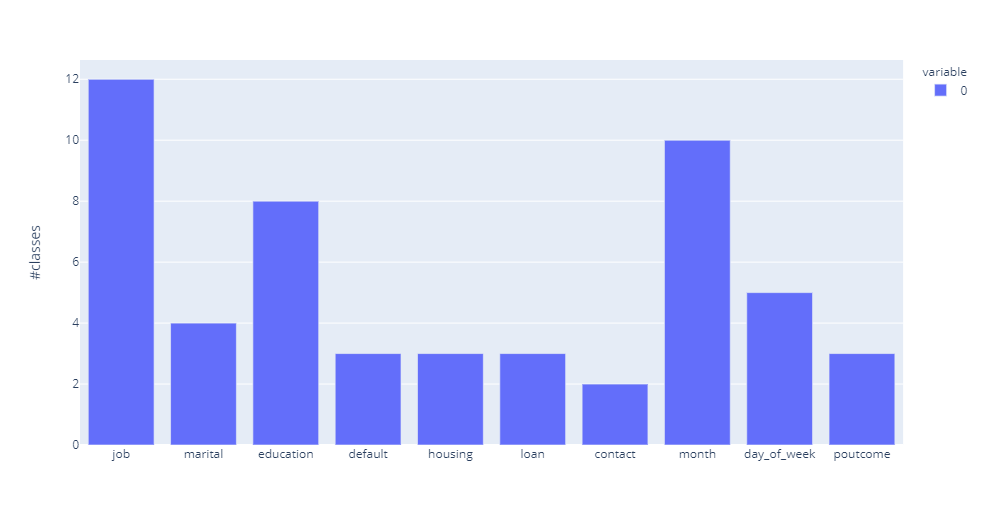 variable
0
#classes
12
10
8
6
4
2
0
job marital education default housing loan contact month day_of_week poutcome